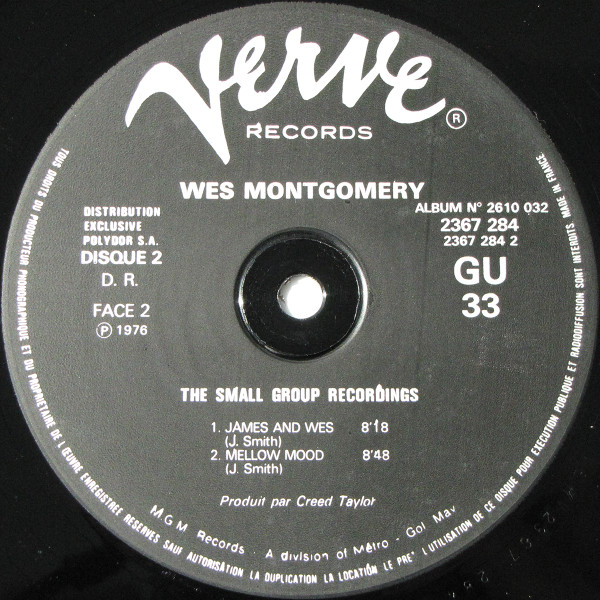 Verve ®
RECORDS
WES MONTGOMERY
DISTRIBUTION
EXCLUSIVE
POLYDOR S.A.
DISQUE 2
D. R.
FACE 2
Ⓟ 1976
ALBUM N° 2610 032
2367 284
2367 284 2
GU
33
THE SMALL GROUP RECORDINGS
1. JAMES AND WES 8'18
(J. Smith)
2. MELLOW MOOD 8'48
(J. Smith)
Produit par Creed Taylor
M.G.M Records - A division of Métro - Gol May
TOUS DROITS DU PRODUCTEUR PHONOGRAPHIQUE ET DU PROPRIETAIRE DE L'ŒUVRE ENREGISTREE RESERVES SAUF AUTORISATION LA DUPLICATION LA LOCATION LE PRE L'UTILISATION DE CE DISQUE POUR EXECUTION PUBLIQUE ET RADIODIFFUSION SONT INTERDITS MADE IN FRANCE